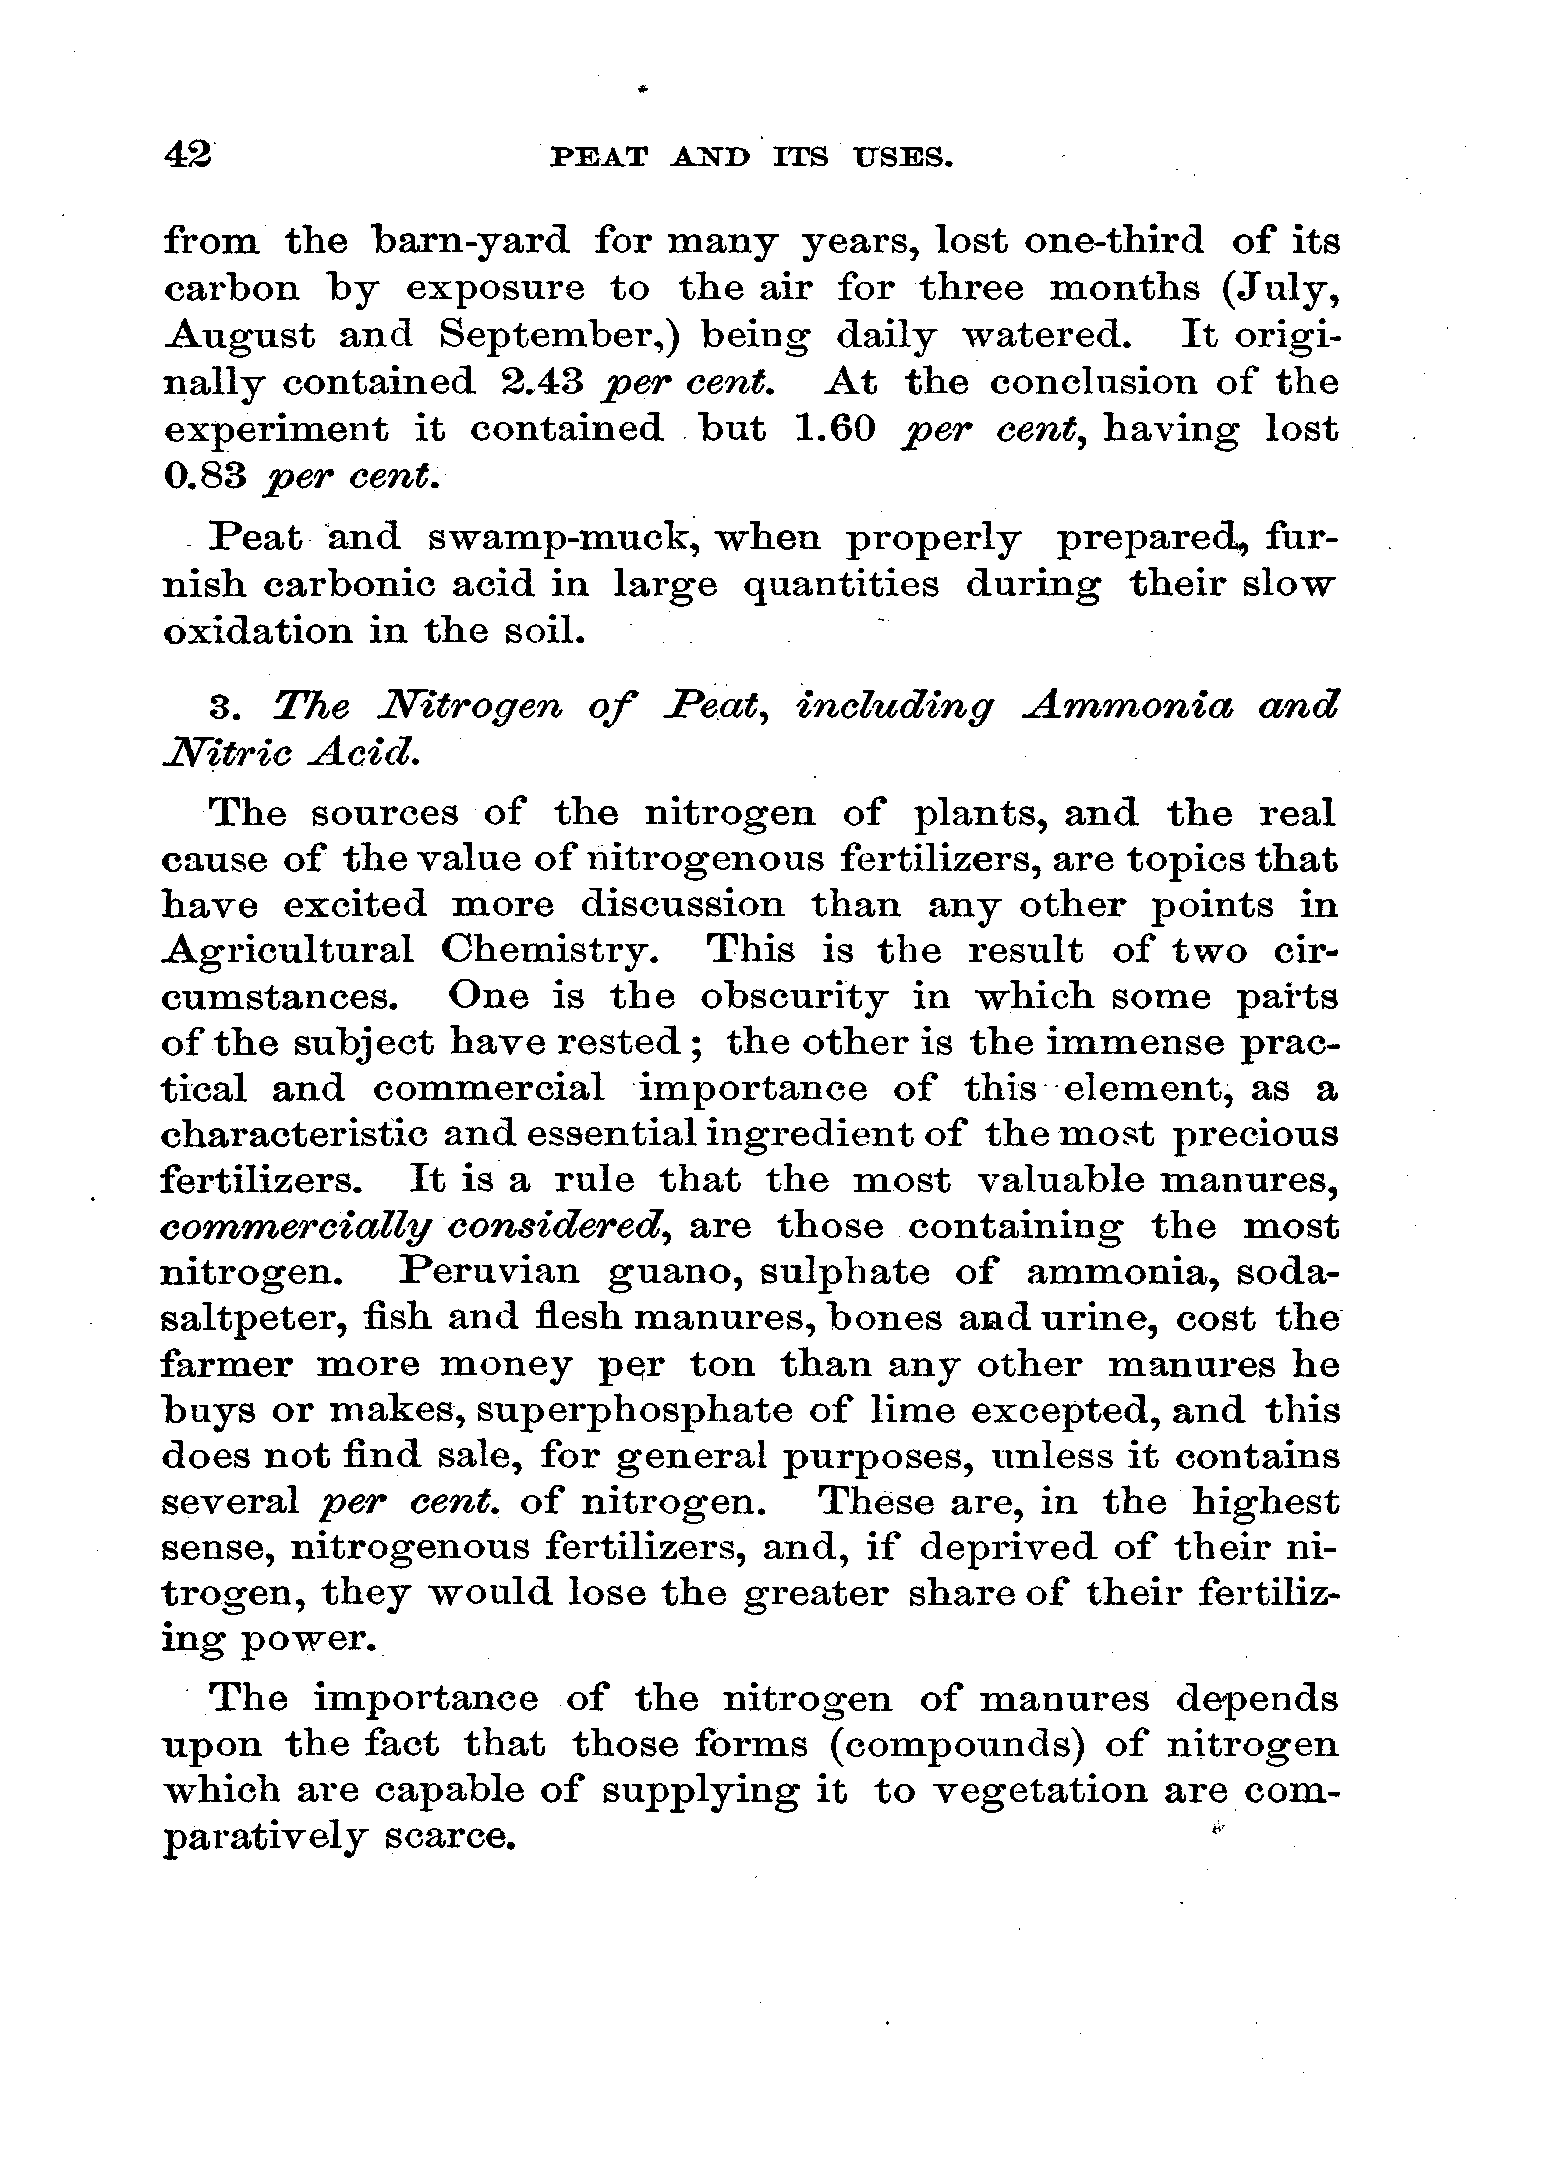 42 PEAT AND ITS USES.
from the barn-yard for many years, lost one-third of its
carbon by exposure to the air for three months (July,
August and September,) being daily watered. It origi-
nally contained 2.43 per cent. At the conclusion of the
experiment it contained but 1.60 per cent, having lost
0.83 per cent.
Peat and swamp-muck, when properly prepared, fur-
nish carbonic acid in large quantities during their slow
oxidation in the soil.
3. The Nitrogen of Peat, including Ammonia and
Nitric Acid.
The sources of the nitrogen of plants, and the real
cause of the value of nitrogenous fertilizers, are topics that
have excited more discussion than any other points in
Agricultural Chemistry. This is the result of two cir-
cumstances. One is the obscurity in which some parts
of the subject have rested; the other is the immense prac-
tical and commercial importance of this element, as a
characteristic and essential ingredient of the most precious
fertilizers. It is a rule that the most valuable manures,
commercially considered, are those containing the most
nitrogen. Peruvian guano, sulphate of ammonia, soda-
saltpeter, fish and flesh manures, bones and urine, cost the
farmer more money per ton than any other manures he
buys or makes, superphosphate of lime excepted, and this
does not find sale, for general purposes, unless it contains
several per cent. of nitrogen. These are, in the highest
sense, nitrogenous fertilizers, and, if deprived of their ni-
trogen, they would lose the greater share of their fertiliz-
ing power.
The importance of the nitrogen of manures depends
upon the fact that those forms (compounds) of nitrogen
which are capable of supplying it to vegetation are com-
paratively scarce.